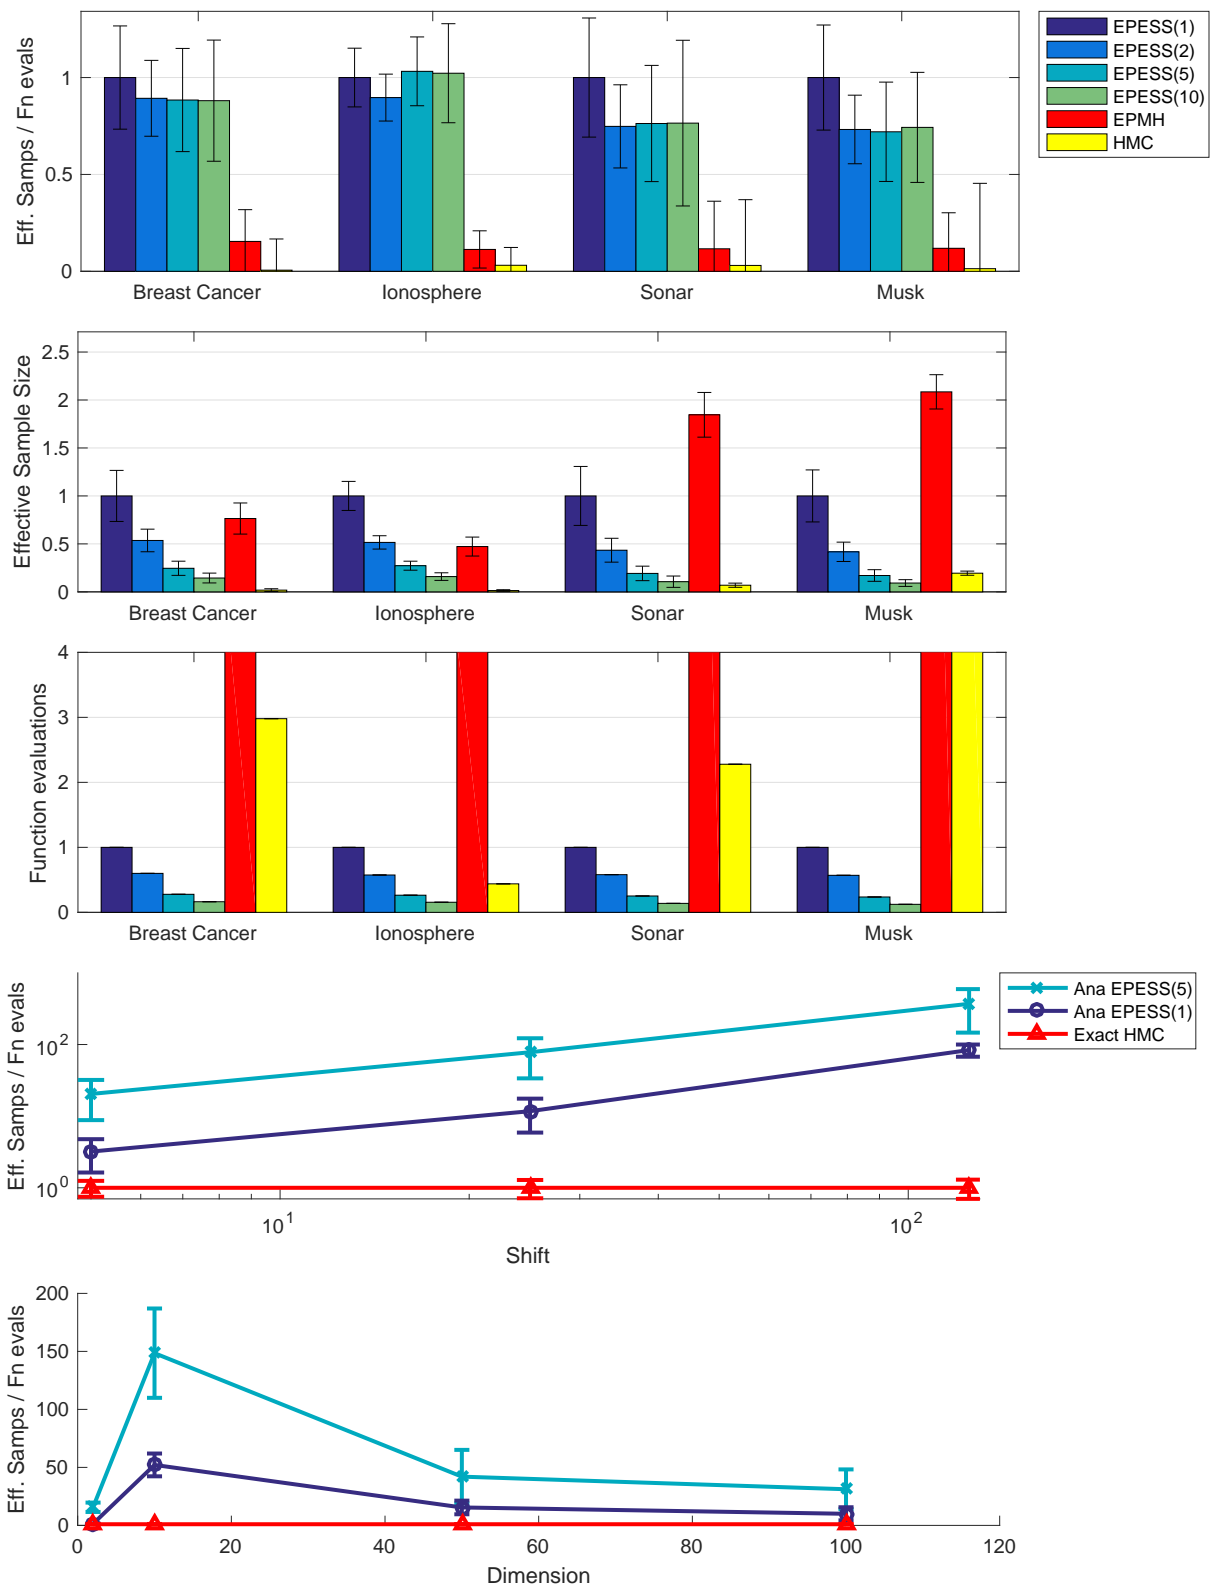 Eff. Samps / Fn evals
1
0.5
0
Breast Cancer
Ionosphere
Sonar
Musk
EPESS(1)
EPESS(2)
EPESS(5)
EPESS(10)
EPMH
HMC
Effective Sample Size
2.5
2
1.5
1
0.5
0
Breast Cancer
Ionosphere
Sonar
Musk
Function evaluations
4
3
2
1
0
Breast Cancer
Ionosphere
Sonar
Musk
Eff. Samps / Fn evals
10^2
10^0
10^1
10^2
Shift
Ana EPESS(5)
Ana EPESS(1)
Exact HMC
Eff. Samps / Fn evals
200
150
100
50
0
0
20
40
60
80
100
120
Dimension